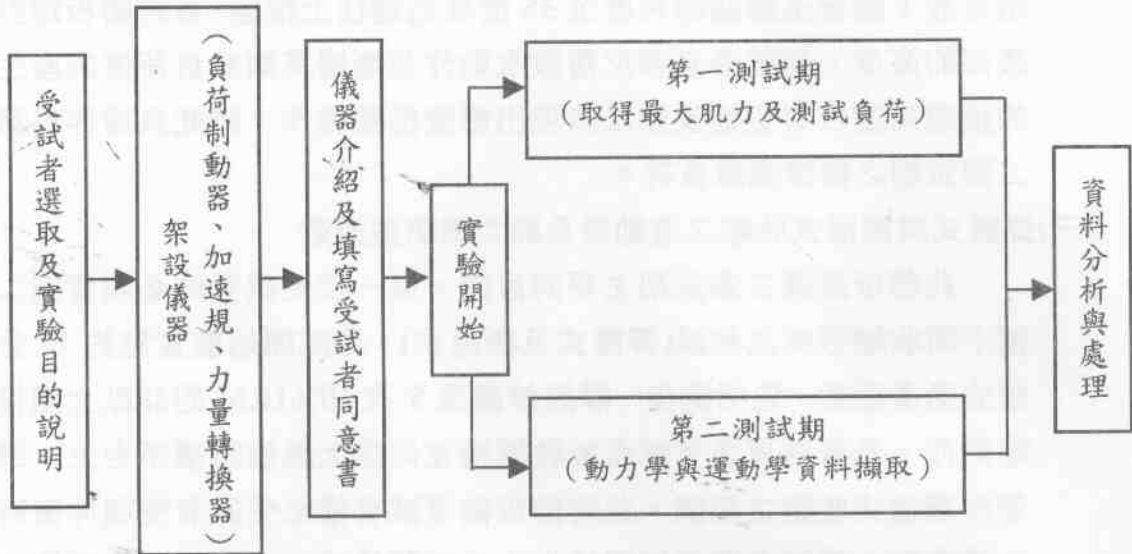 受試者選取及實驗目的說明
架設儀器
（負荷制動器、加速規、力量轉換器）
儀器介紹及填寫受試者同意書
實驗開始
第一測試期
（取得最大肌力及測試負荷）
第二測試期
（動力學與運動學資料擷取）
資料分析與處理